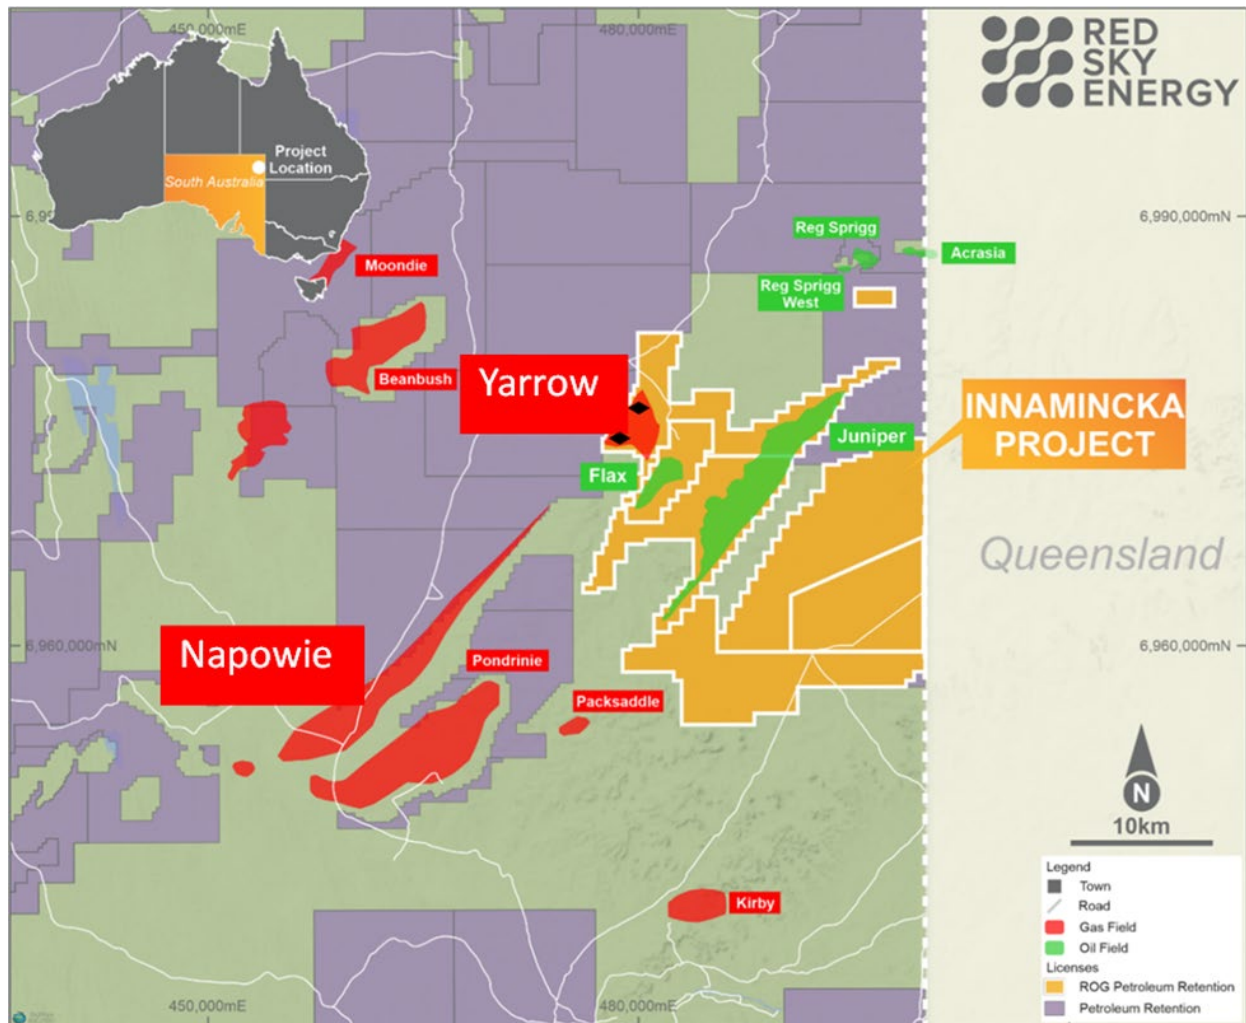 450,000mE
480,000mE
RED
SKY
ENERGY
Project
Location
South Australia
6,990,000mN
Reg Sprigg
Acrasia
Moondie
Reg Sprigg
West
Beanbush
Yarrow
INNAMINCKA
PROJECT
Juniper
Flax
Queensland
6,960,000mN
6,960,000mN
Napowie
Pondrinie
Packsaddle
N
10km
Kirby
Legend
Town
Road
Gas Field
Oil Field
Licenses
ROG Petroleum Retention
Petroleum Retention
450,000mE
480,000mE